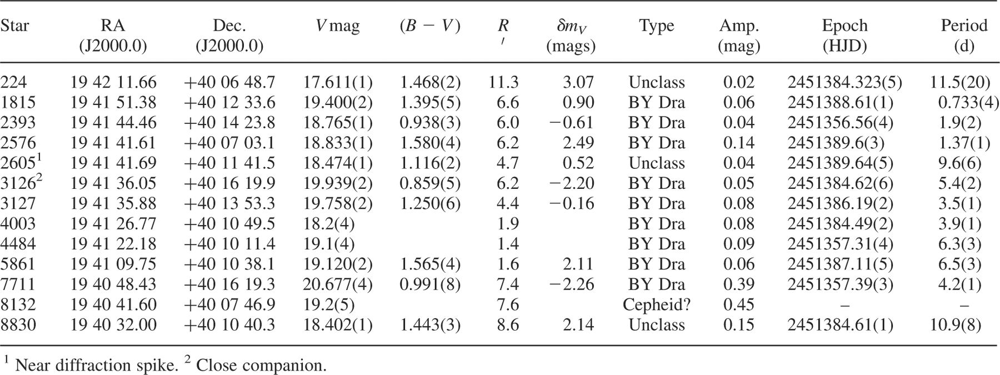 Star RA Dec. V mag (B − V) R δmV Type Amp. Epoch Period
(J2000.0) (J2000.0) ′ (mags) (mag) (HJD) (d)
224 19 42 11.66 +40 06 48.7 17.611(1) 1.468(2) 11.3 3.07 Unclass 0.02 2451384.323(5) 11.5(20)
1815 19 41 51.38 +40 12 33.6 19.400(2) 1.395(5) 6.6 0.90 BY Dra 0.06 2451388.61(1) 0.733(4)
2393 19 41 44.46 +40 14 23.8 18.765(1) 0.938(3) 6.0 −0.61 BY Dra 0.04 2451356.56(4) 1.9(2)
2576 19 41 41.61 +40 07 03.1 18.833(1) 1.580(4) 6.2 2.49 BY Dra 0.14 2451389.6(3) 1.37(1)
2605¹ 19 41 41.69 +40 11 41.5 18.474(1) 1.116(2) 4.7 0.52 Unclass 0.04 2451389.64(5) 9.6(6)
3126² 19 41 36.05 +40 16 19.9 19.939(2) 0.859(5) 6.2 −2.20 BY Dra 0.05 2451384.62(6) 5.4(2)
3127 19 41 35.88 +40 13 53.3 19.758(2) 1.250(6) 4.4 −0.16 BY Dra 0.08 2451386.19(2) 3.5(1)
4003 19 41 26.77 +40 10 49.5 18.2(4) 1.9 BY Dra 0.08 2451384.49(2) 3.9(1)
4484 19 41 22.18 +40 10 11.4 19.1(4) 1.4 BY Dra 0.09 2451357.31(4) 6.3(3)
5861 19 41 09.75 +40 10 38.1 19.120(2) 1.565(4) 1.6 2.11 BY Dra 0.06 2451387.11(5) 6.5(3)
7711 19 40 48.43 +40 16 19.3 20.677(4) 0.991(8) 7.4 −2.26 BY Dra 0.39 2451357.39(3) 4.2(1)
8132 19 40 41.60 +40 07 46.9 19.2(5) 7.6 Cepheid? 0.45 – –
8830 19 40 32.00 +40 10 40.3 18.402(1) 1.443(3) 8.6 2.14 Unclass 0.15 2451384.61(1) 10.9(8)
¹ Near diffraction spike. ² Close companion.